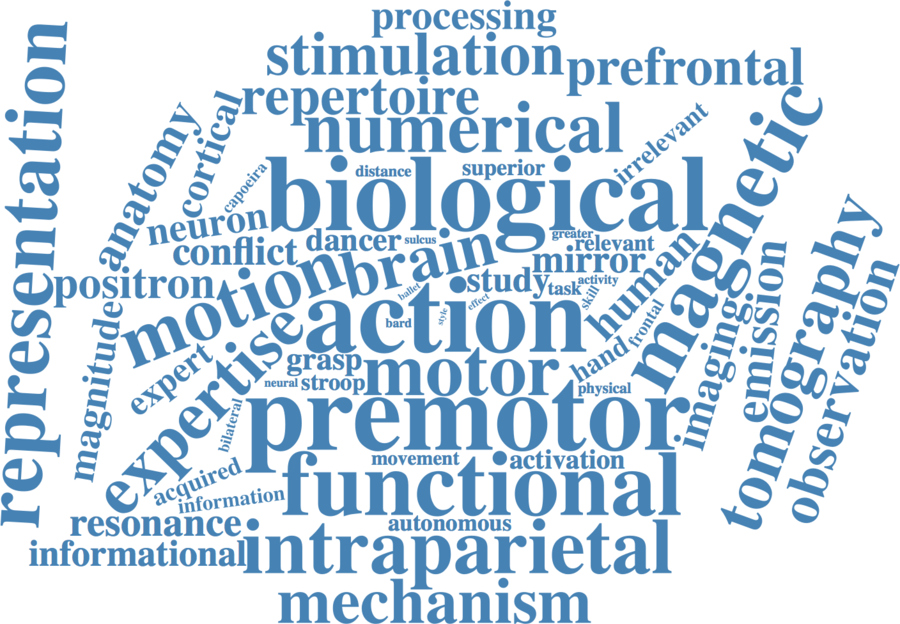 processing
stimulation
prefrontal
representation
repertoire
numerical
magnetic
anatomy
cortical
irrelevant
distance
superior
biological
capoeira
neuron
conflict
dancer
sulcus
greater
relevant
mirror
human
tomography
positron
motion
brain
ballet
study
task
activity
skill
frontal
emission
observation
magnitude
expertise
action
bard
style
effect
imaging
expert
grasp
motor
hand
neural
stroop
physical
premotor
bilateral
movement
activation
acquired
information
functional
resonance
autonomous
informational
intraparietal
mechanism